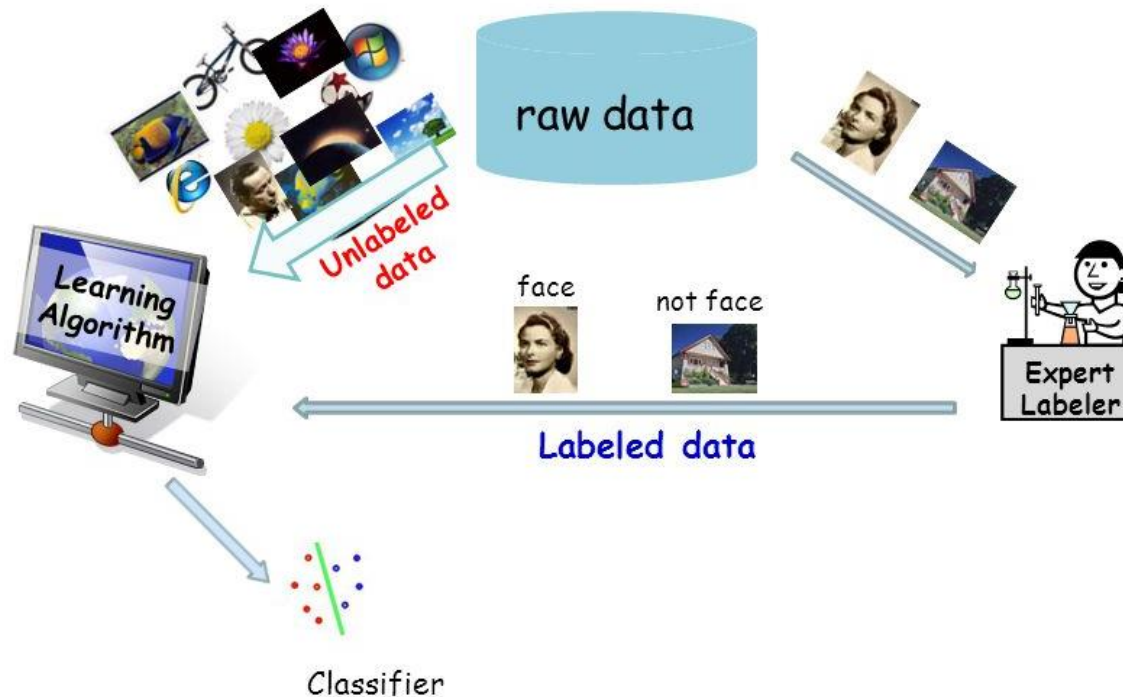 raw data
Unlabeled
data
Learning
Algorithm
face
not face
Expert
Labeler
Labeled data
Classifier